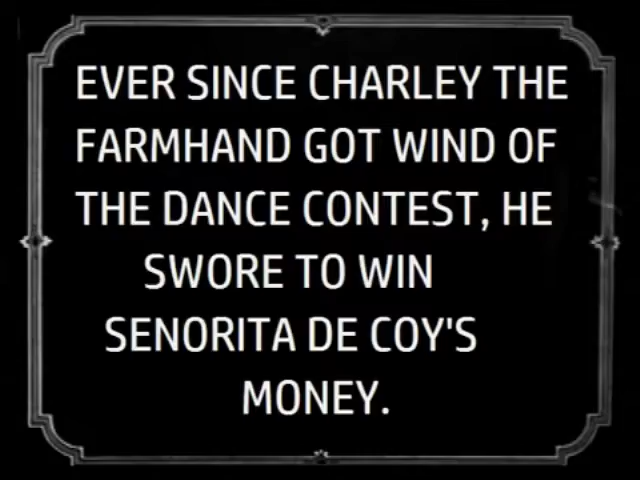 EVER SINCE CHARLEY THE
FARMHAND GOT WIND OF
THE DANCE CONTEST, HE
SWORE TO WIN
SENORITA DE COY'S
MONEY.